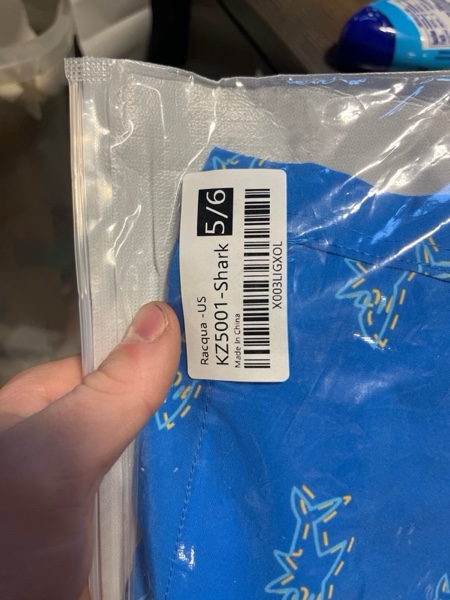 Racqua -US
KZ5001-Shark 5/6
Made In China
X003LIGXOL